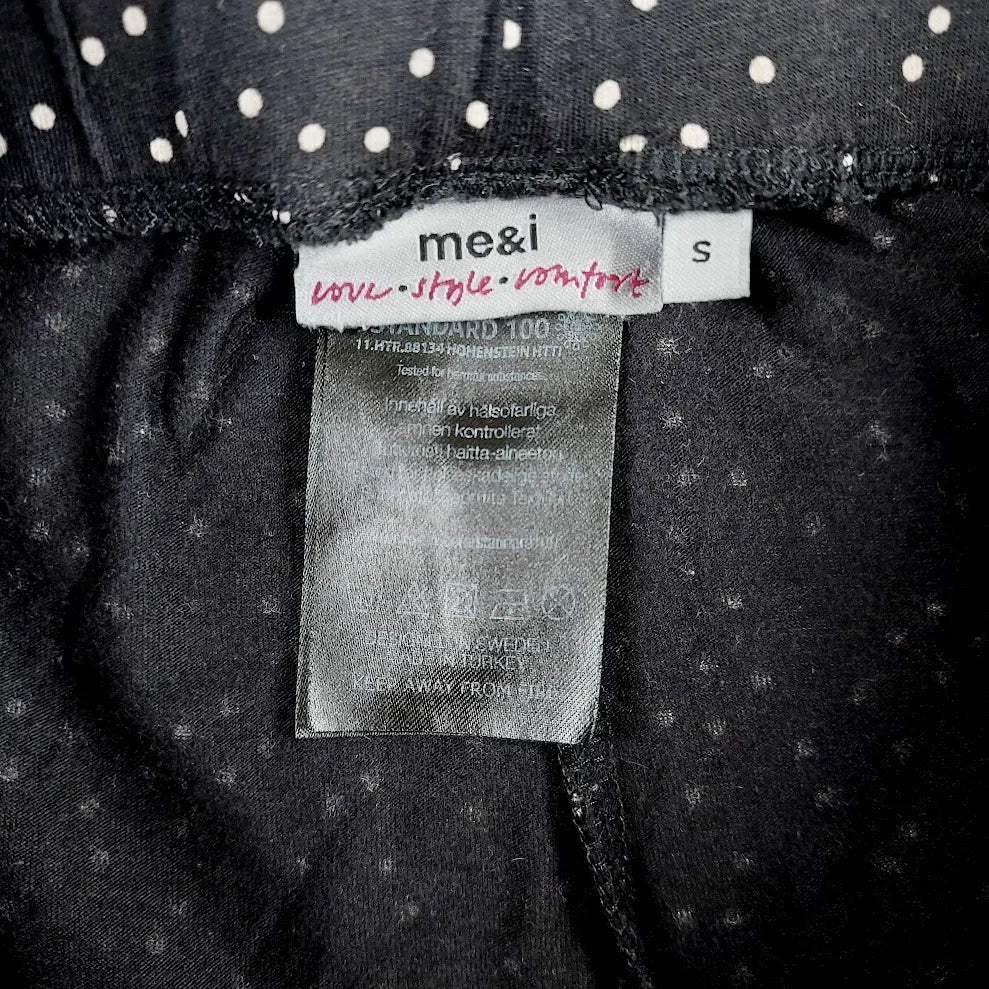 me&i
S
love · style · comfort
STANDARD 100
11.HTR.88134 HOHENSTEIN HTTI
Tested for harmful substances.
Innehåll av hälsofarliga
ämnen kontrollerat
haitta-aineeton
DESIGNED IN SWEDEN
MADE IN TURKEY
KEEP AWAY FROM FIRE